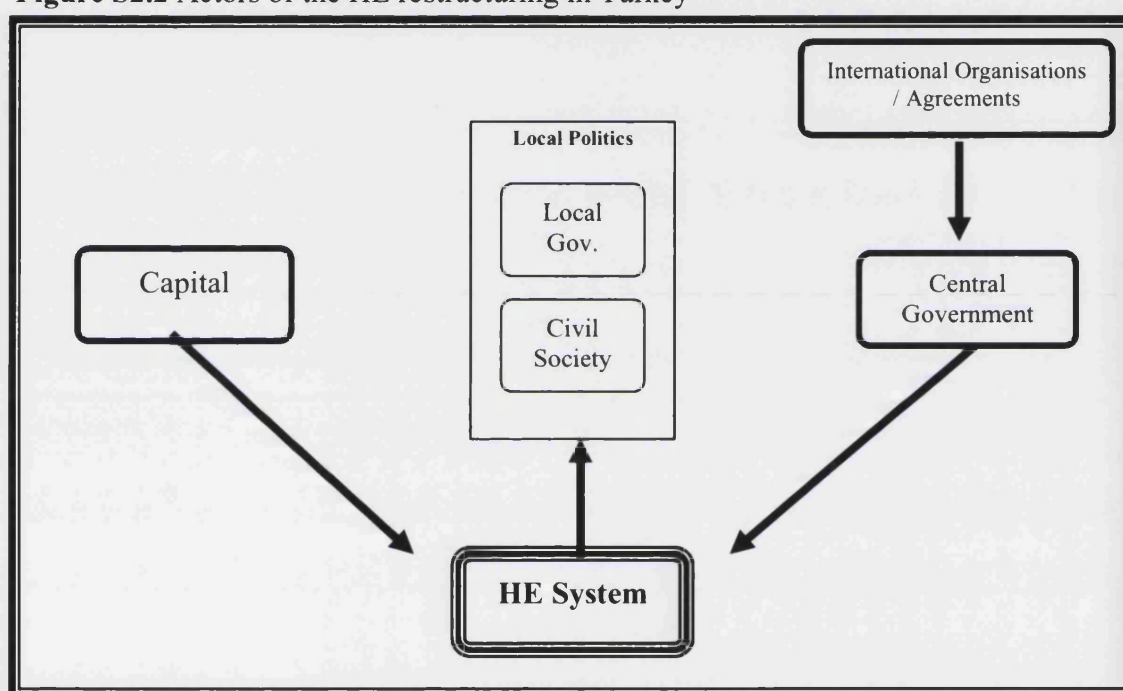 Figure S2.2 Actors of the HE restructuring in Turkey
International Organisations
/ Agreements
Local Politics
Local
Gov.
Capital
Central
Government
Civil
Society
HE System